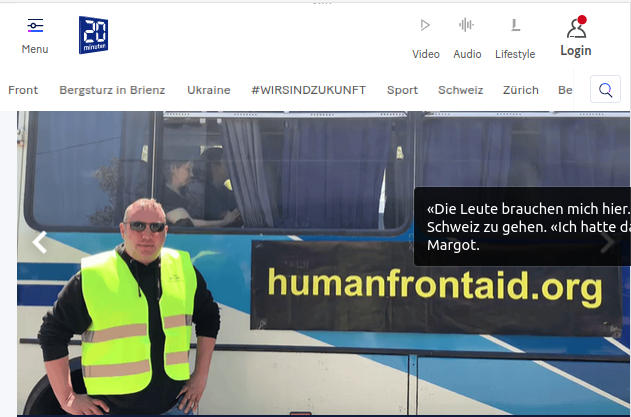 20
minuten
Menu
Video
Audio
Lifestyle
Login
Front
Bergsturz in Brienz
Ukraine
#WIRSINDZUKUNFT
Sport
Schweiz
Zürich
Be
«Die Leute brauchen mich hier.
Schweiz zu gehen. «Ich hatte da
Margot.
humanfrontaid.org